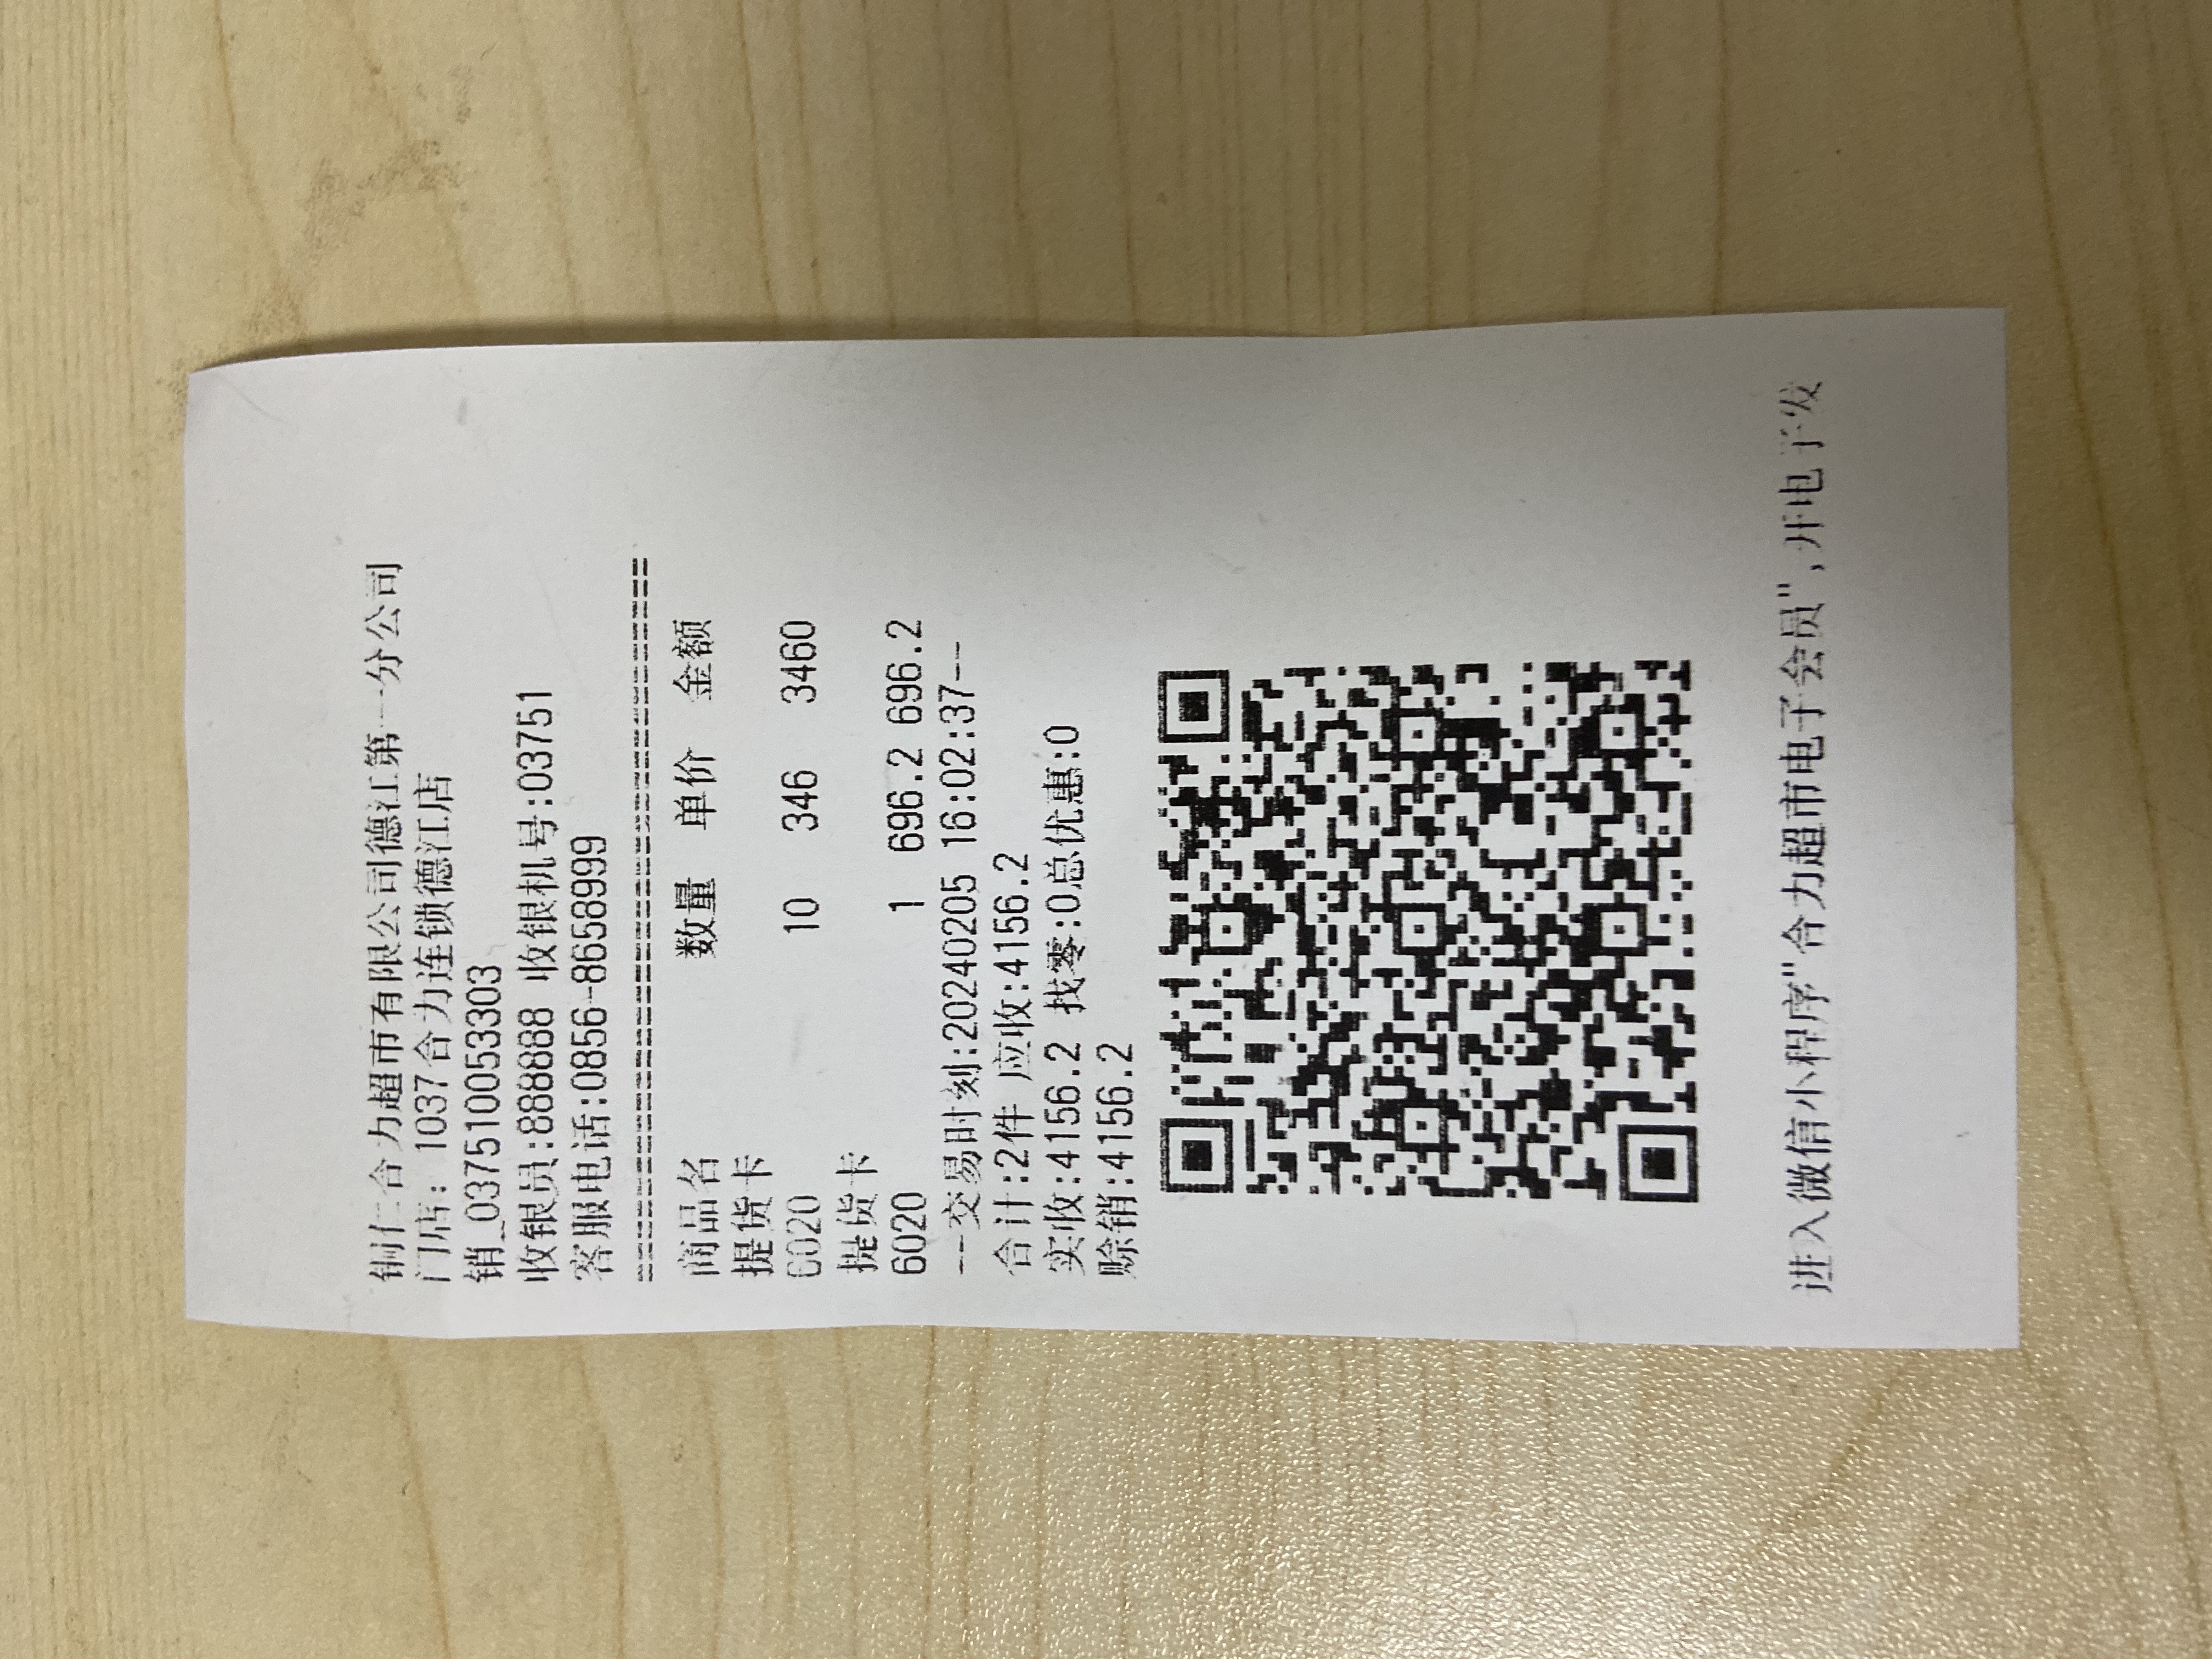 铜仁合力超市有限公司德江第一分公司
门店: 1037合力连锁德江店
销_037510053303
收银员:888888 收银机号:03751
客服电话:0856-8658999
==================================
商品名 数量 单价 金额
提货卡
6020 10 346 3460
提货卡
6020 1 696.2 696.2
--交易时刻:20240205 16:02:37--
合计:2件 应收:4156.2
实收:4156.2 找零:0总优惠:0
赊销:4156.2
进入微信小程序"合力超市电子会员",开电子发